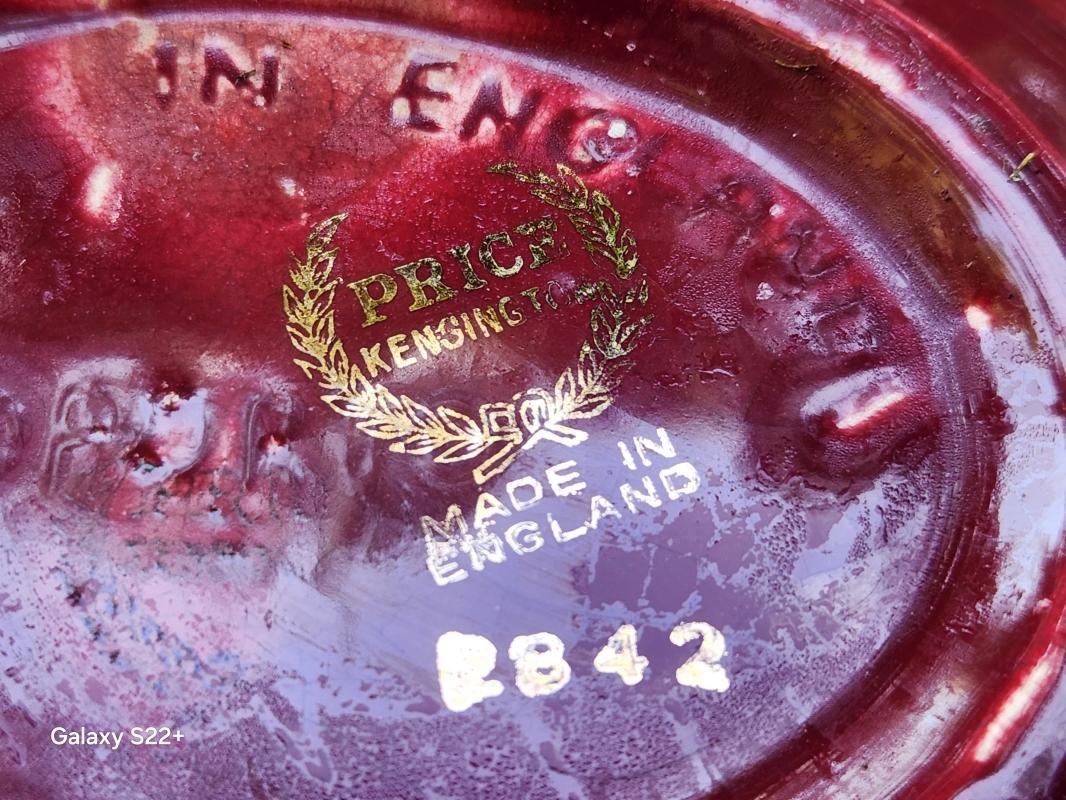 IN ENG
PRICE
KENSINGTON
MADE IN
ENGLAND
2842
Galaxy S22+